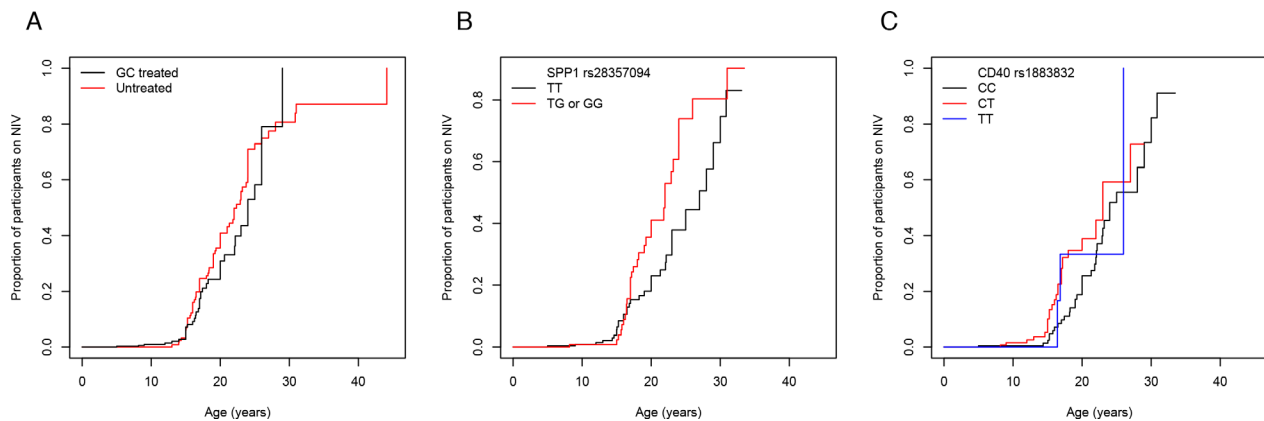 A
GC treated
Untreated
Proportion of participants on NIV
1.0
0.8
0.6
0.4
0.2
0.0
0 10 20 30 40
Age (years)
B
SPP1 rs28357094
TT
TG or GG
Proportion of participants on NIV
0.8
0.6
0.4
0.2
0.0
0 10 20 30 40
Age (years)
C
CD40 rs1883832
CC
CT
TT
Proportion of participants on NIV
1.0
0.8
0.6
0.4
0.2
0.0
0 10 20 30 40
Age (years)